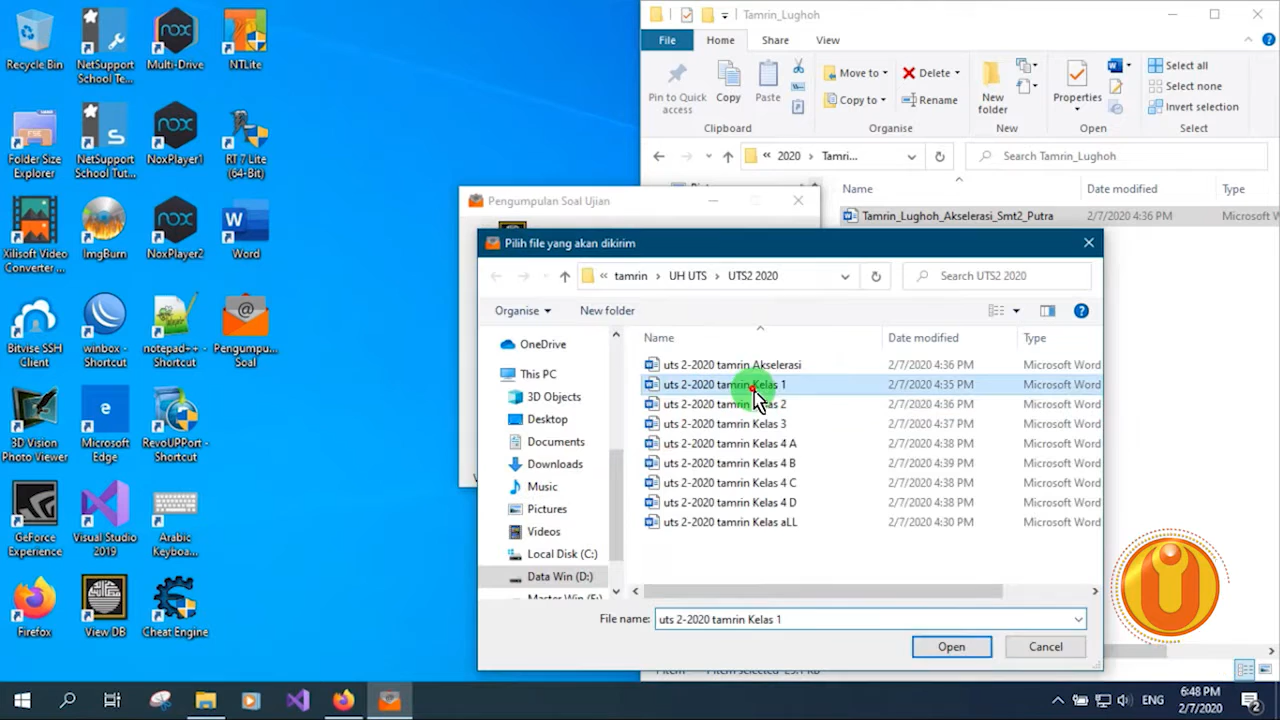 Recycle Bin
NetSupport School Te...
Multi-Drive
NTLite
Folder Size Explorer
NetSupport School Tut...
NoxPlayer1
RT 7 Lite (64-Bit)
Xilisoft Video Converter ...
ImgBurn
NoxPlayer2
Word
Bitvise SSH Client
winbox - Shortcut
notepad++ - Shortcut
Pengumpu... Soal
3D Vision Photo Viewer
Microsoft Edge
RevoUPPort - Shortcut
GeForce Experience
Visual Studio 2019
Arabic Keyboa...
Firefox
View DB
Cheat Engine
Tamrin_Lughoh
File Home Share View
Pin to Quick access
Copy
Paste
Move to
Copy to
Delete
Rename
New folder
Properties
Select all
Select none
Invert selection
Clipboard Organise New Open Select
2020 Tamri...
Search Tamrin_Lughoh
Name Date modified Type
Tamrin_Lughoh_Akselerasi_Smt2_Putra 2/7/2020 4:36 PM Microsoft W
Pengumpulan Soal Ujian
Pilih file yang akan dikirim
tamrin UH UTS UTS2 2020
Search UTS2 2020
Organise New folder
OneDrive
This PC
3D Objects
Desktop
Documents
Downloads
Music
Pictures
Videos
Local Disk (C:)
Data Win (D:)
Name Date modified Type
uts 2-2020 tamrin Akselerasi 2/7/2020 4:36 PM Microsoft Word
uts 2-2020 tamrin Kelas 1 2/7/2020 4:35 PM Microsoft Word
uts 2-2020 tamrin 2 2/7/2020 4:36 PM Microsoft Word
uts 2-2020 tamrin Kelas 3 2/7/2020 4:37 PM Microsoft Word
uts 2-2020 tamrin Kelas 4 A 2/7/2020 4:38 PM Microsoft Word
uts 2-2020 tamrin Kelas 4 B 2/7/2020 4:38 PM Microsoft Word
uts 2-2020 tamrin Kelas 4 C 2/7/2020 4:38 PM Microsoft Word
uts 2-2020 tamrin Kelas 4 D 2/7/2020 4:38 PM Microsoft Word
uts 2-2020 tamrin Kelas aLL 2/7/2020 4:30 PM Microsoft Word
File name: uts 2-2020 tamrin Kelas 1
Open Cancel
ENG
6:48 PM
2/7/2020
2